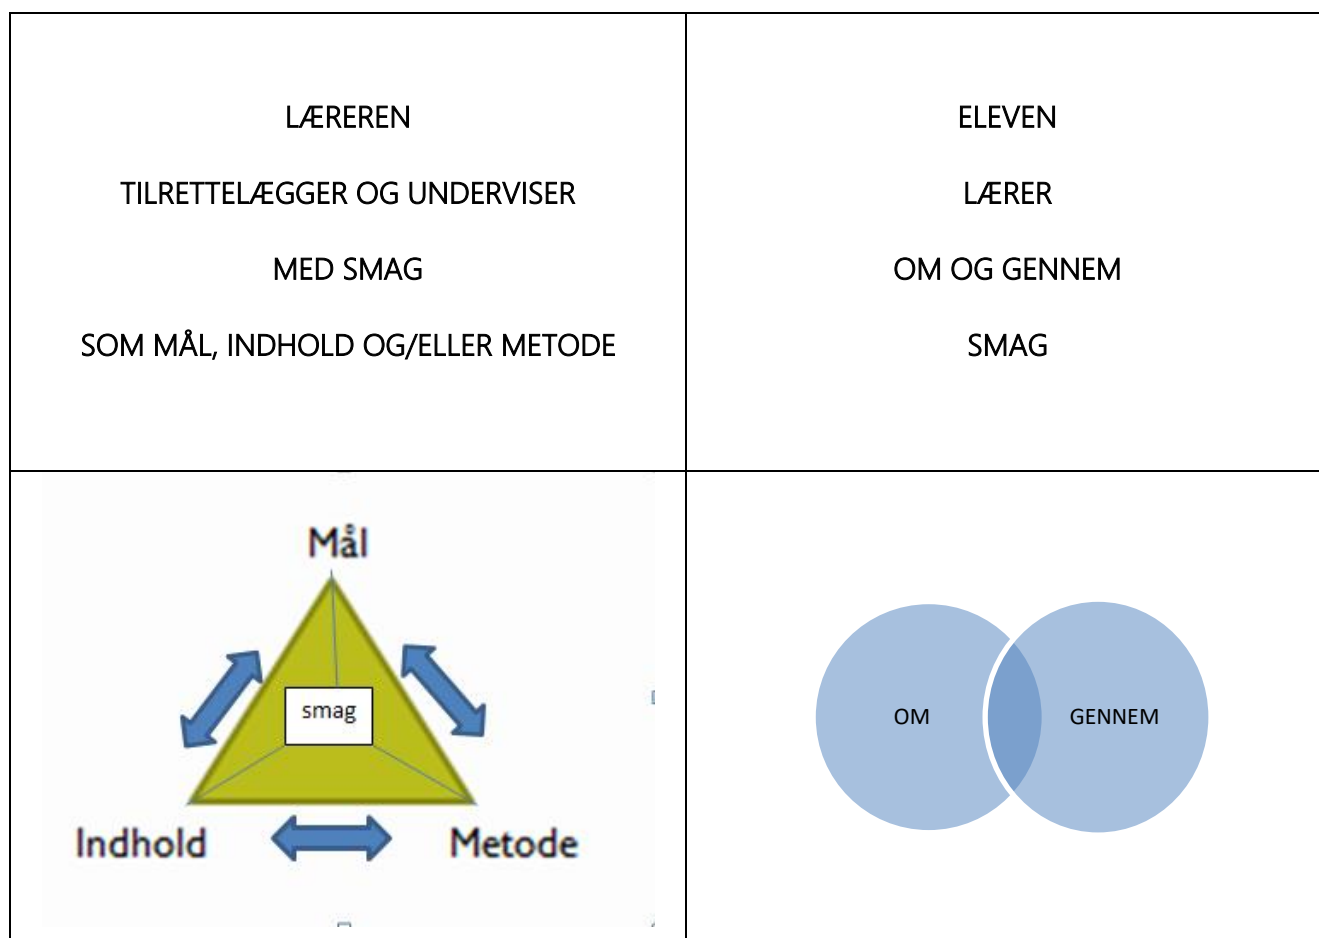 LÆREREN
TILRETTELÆGGER OG UNDERVISER
MED SMAG
SOM MÅL, INDHOLD OG/ELLER METODE
ELEVEN
LÆRER
OM OG GENNEM
SMAG
Mål
smag
Indhold
Metode
OM
GENNEM